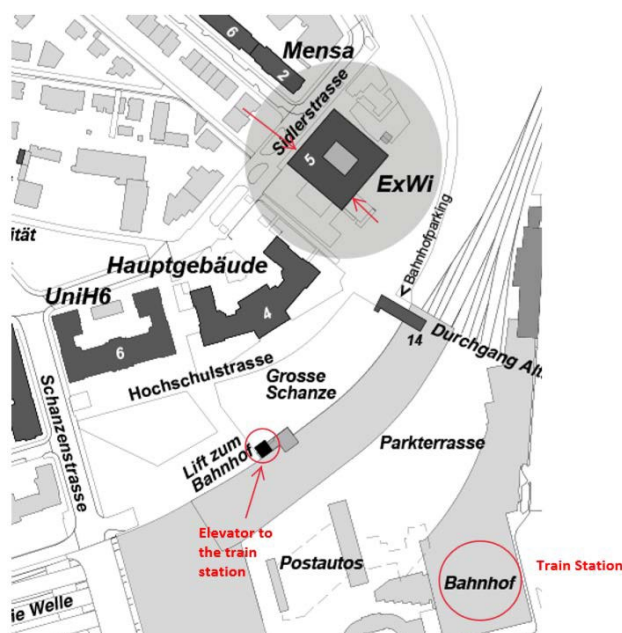 6
Mensa
2
Sidlerstrasse
5
ExWi
ität
Hauptgebäude
< Bahnhofparking
UniH6
4
6
14
Durchgang Alt.
Hochschulstrasse
Grosse
Schanze
Schanzenstrasse
Parkterrasse
Lift zum
Bahnhof
Elevator to
the train
station
Postautos
Train Station
Bahnhof
ie Welle